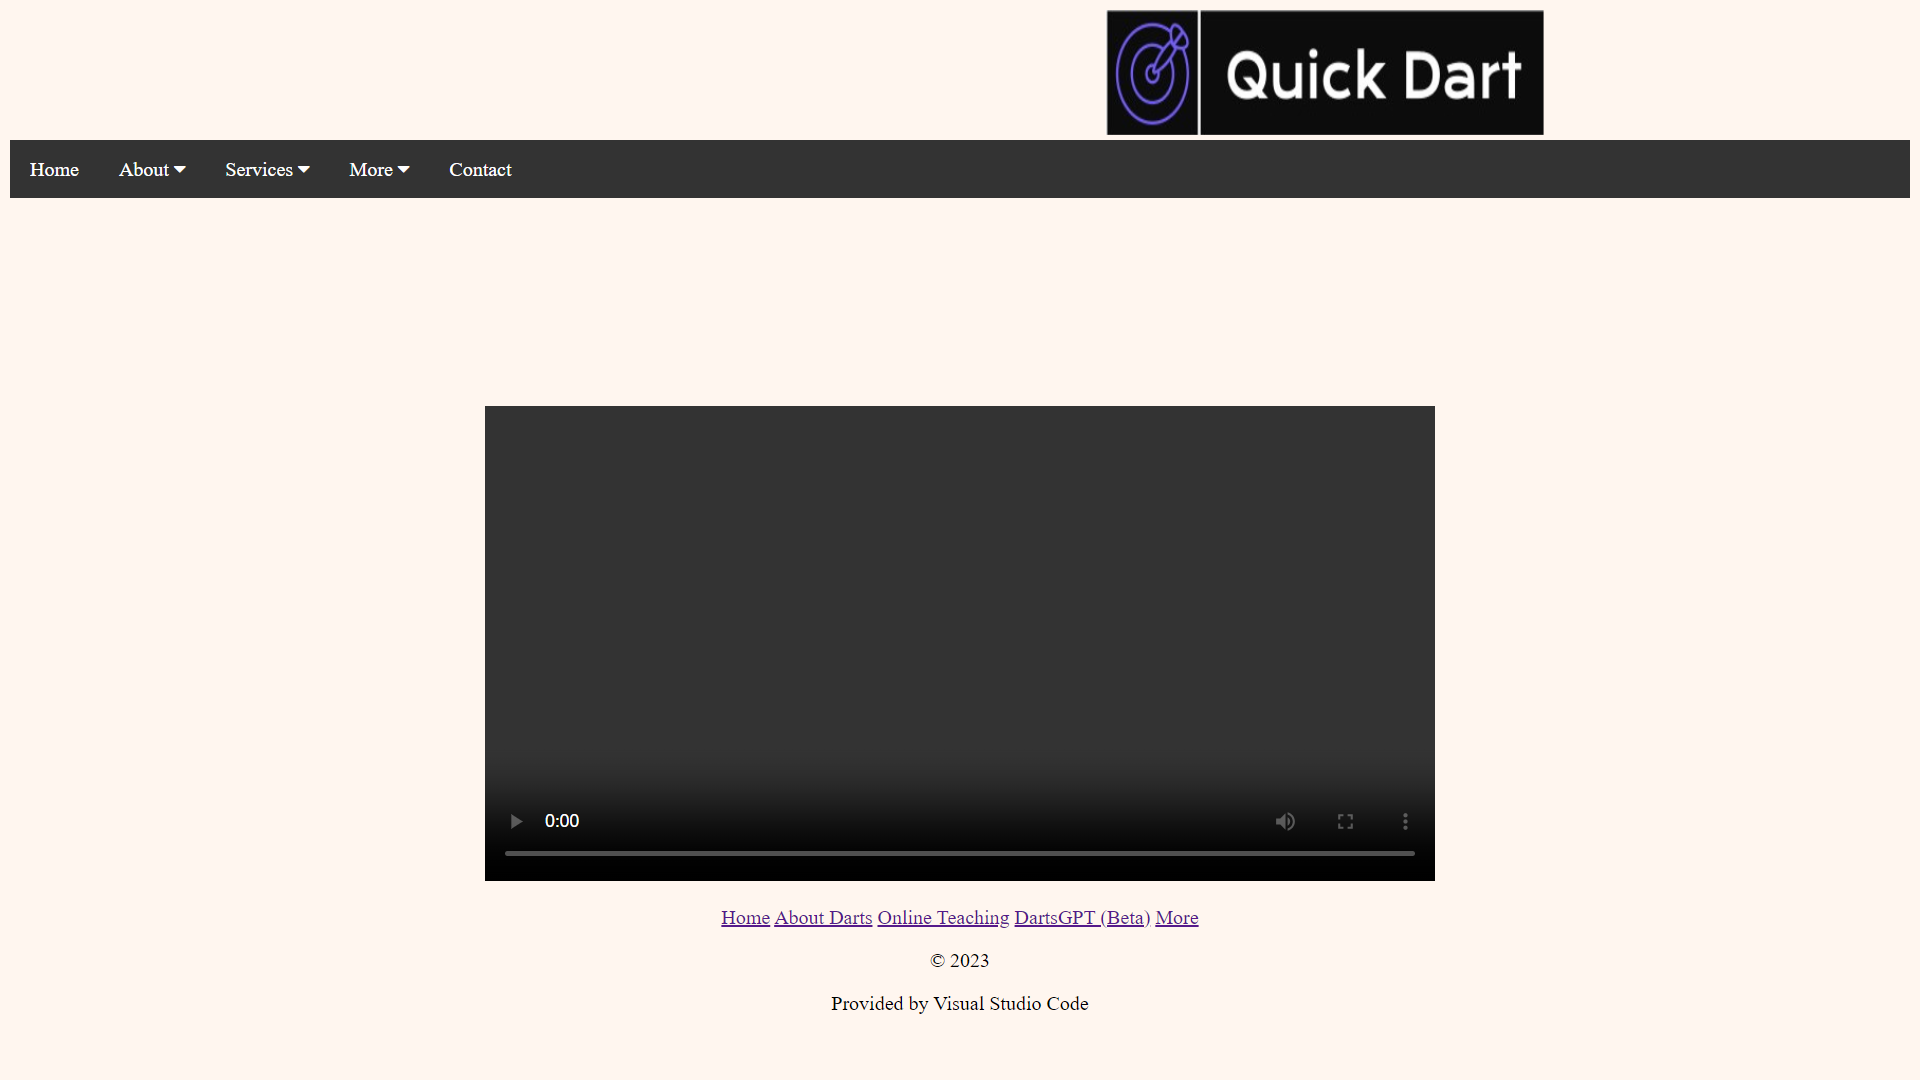 Quick Dart
Home About Services More Contact
0:00
Home About Darts Online Teaching DartsGPT (Beta) More
© 2023
Provided by Visual Studio Code